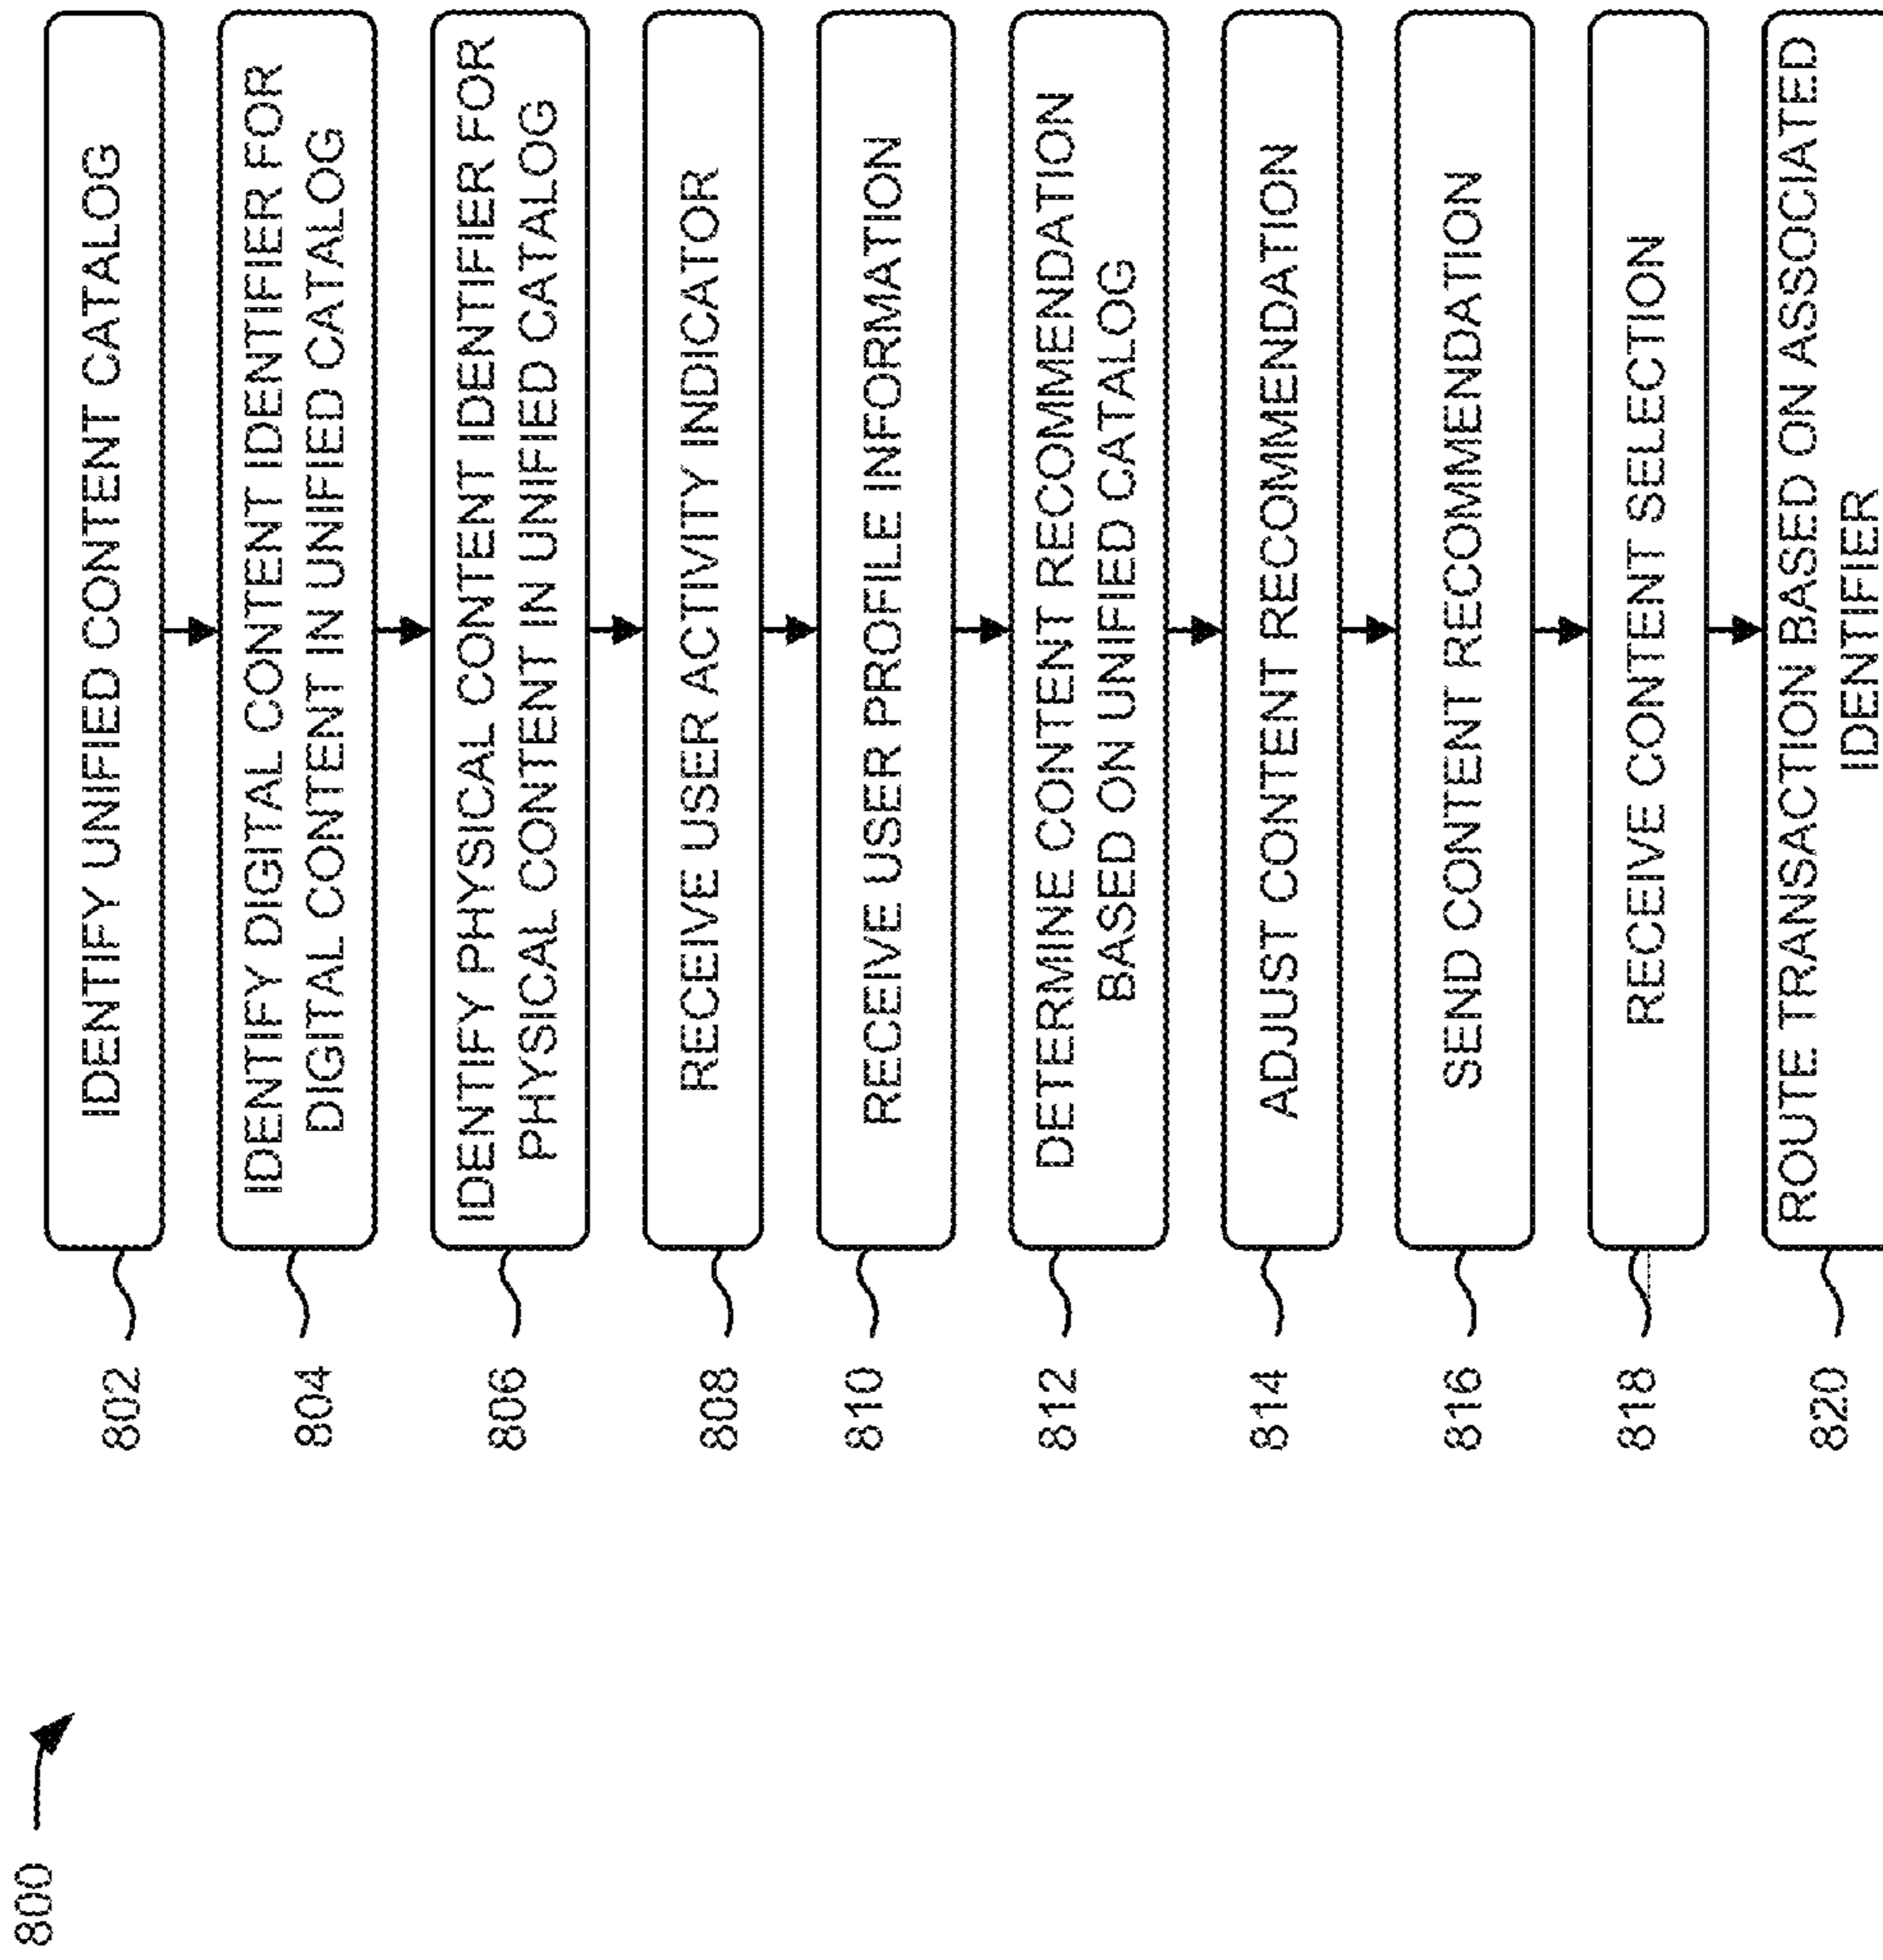 800
802
IDENTIFY UNIFIED CONTENT CATALOG
804
IDENTIFY DIGITAL CONTENT IDENTIFIER FOR
DIGITAL CONTENT IN UNIFIED CATALOG
806
IDENTIFY PHYSICAL CONTENT IDENTIFIER FOR
PHYSICAL CONTENT IN UNIFIED CATALOG
808
RECEIVE USER ACTIVITY INDICATOR
810
RECEIVE USER PROFILE INFORMATION
812
DETERMINE CONTENT RECOMMENDATION
BASED ON UNIFIED CATALOG
814
ADJUST CONTENT RECOMMENDATION
816
SEND CONTENT RECOMMENDATION
818
RECEIVE CONTENT SELECTION
820
ROUTE TRANSACTION BASED ON ASSOCIATED
IDENTIFIER